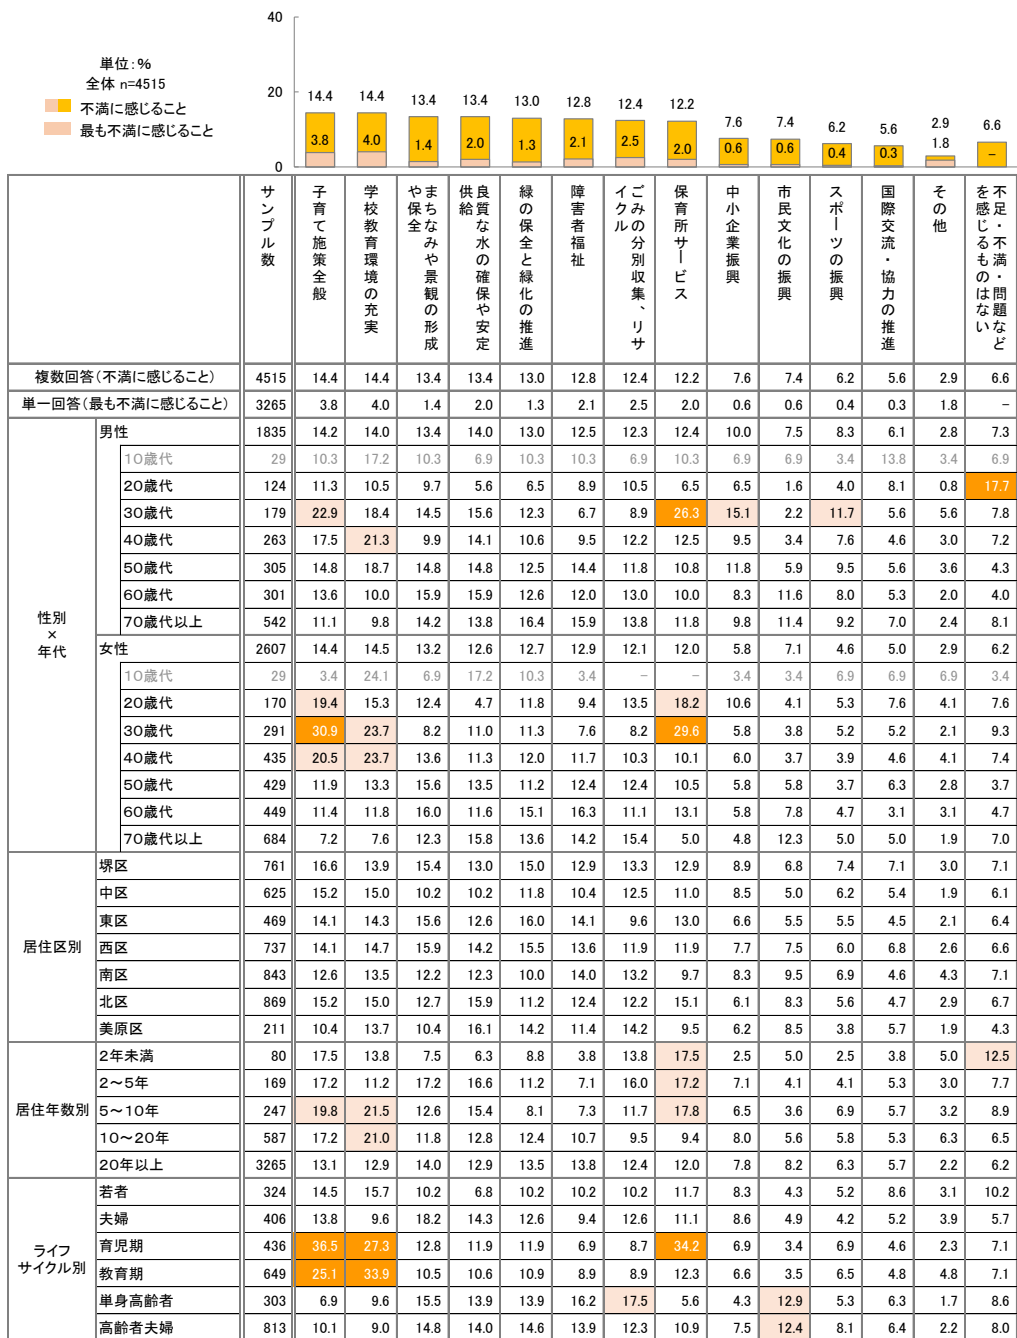 40
単位:%
全体 n=4515
不満に感じること
最も不満に感じること
20
0
14.4 14.4 13.4 13.4 13.0 12.8 12.4 12.2 7.6 7.4 6.2 5.6 2.9 6.6
3.8 4.0 1.4 2.0 1.3 2.1 2.5 2.0 0.6 0.6 0.4 0.3 1.8 −
サンプル数
子育て施策全般
学校教育環境の充実
まちなみや景観の形成
や保全
良質な水の確保や安定
供給
緑の保全と緑化の推進
障害者福祉
ごみの分別収集、リサ
イクル
保育所サービス
中小企業振興
市民文化の振興
スポーツの振興
国際交流・協力の推進
その他
不足・不満・問題など
を感じるものはない
複数回答(不満に感じること) 4515 14.4 14.4 13.4 13.4 13.0 12.8 12.4 12.2 7.6 7.4 6.2 5.6 2.9 6.6
単一回答(最も不満に感じること) 3265 3.8 4.0 1.4 2.0 1.3 2.1 2.5 2.0 0.6 0.6 0.4 0.3 1.8 −
性別
×
年代
男性 1835 14.2 14.0 13.4 14.0 13.0 12.5 12.3 12.4 10.0 7.5 8.3 6.1 2.8 7.3
10歳代 29 10.3 17.2 10.3 6.9 10.3 10.3 6.9 10.3 6.9 6.9 3.4 13.8 3.4 6.9
20歳代 124 11.3 10.5 9.7 5.6 6.5 8.9 10.5 6.5 6.5 1.6 4.0 8.1 0.8 17.7
30歳代 179 22.9 18.4 14.5 15.6 12.3 6.7 8.9 26.3 15.1 2.2 11.7 5.6 5.6 7.8
40歳代 263 17.5 21.3 9.9 14.1 10.6 9.5 12.2 12.5 9.5 3.4 7.6 4.6 3.0 7.2
50歳代 305 14.8 18.7 14.8 14.8 12.5 14.4 11.8 10.8 11.8 5.9 9.5 5.6 3.6 4.3
60歳代 301 13.6 10.0 15.9 15.9 12.6 12.0 13.0 10.0 8.3 11.6 8.0 5.3 2.0 4.0
70歳代以上 542 11.1 9.8 14.2 13.8 16.4 15.9 13.8 11.8 9.8 11.4 9.2 7.0 2.4 8.1
女性 2607 14.4 14.5 13.2 12.6 12.7 12.9 12.1 12.0 5.8 7.1 4.6 5.0 2.9 6.2
10歳代 29 3.4 24.1 6.9 17.2 10.3 3.4 − − 3.4 3.4 6.9 6.9 6.9 3.4
20歳代 170 19.4 15.3 12.4 4.7 11.8 9.4 13.5 18.2 10.6 4.1 5.3 7.6 4.1 7.6
30歳代 291 30.9 23.7 8.2 11.0 11.3 7.6 8.2 29.6 5.8 3.8 5.2 5.2 2.1 9.3
40歳代 435 20.5 23.7 13.6 11.3 12.0 11.7 10.3 10.1 6.0 3.7 3.9 4.6 4.1 7.4
50歳代 429 11.9 13.3 15.6 13.5 11.2 12.4 12.4 10.5 5.8 5.8 3.7 6.3 2.8 3.7
60歳代 449 11.4 11.8 16.0 11.6 15.1 16.3 11.1 13.1 5.8 7.8 4.7 3.1 3.1 4.7
70歳代以上 684 7.2 7.6 12.3 15.8 13.6 14.2 15.4 5.0 4.8 12.3 5.0 5.0 1.9 7.0
居住区別
堺区 761 16.6 13.9 15.4 13.0 15.0 12.9 13.3 12.9 8.9 6.8 7.4 7.1 3.0 7.1
中区 625 15.2 15.0 10.2 10.2 11.8 10.4 12.5 11.0 8.5 5.0 6.2 5.4 1.9 6.1
東区 469 14.1 14.3 15.6 12.6 16.0 14.1 9.6 13.0 6.6 5.5 5.5 4.5 2.1 6.4
西区 737 14.1 14.7 15.9 14.2 15.5 13.6 11.9 11.9 7.7 7.5 6.0 6.8 2.6 6.6
南区 843 12.6 13.5 12.2 12.3 10.0 14.0 13.2 9.7 8.3 9.5 6.9 4.6 4.3 7.1
北区 869 15.2 15.0 12.7 15.9 11.2 12.4 12.2 15.1 6.1 8.3 5.6 4.7 2.9 6.7
美原区 211 10.4 13.7 10.4 16.1 14.2 11.4 14.2 9.5 6.2 8.5 3.8 5.7 1.9 4.3
居住年数別
2年未満 80 17.5 13.8 7.5 6.3 8.8 3.8 13.8 17.5 2.5 5.0 2.5 3.8 5.0 12.5
2〜5年 169 17.2 11.2 17.2 16.6 11.2 7.1 16.0 17.2 7.1 4.1 4.1 5.3 3.0 7.7
5〜10年 247 19.8 21.5 12.6 15.4 8.1 7.3 11.7 17.8 6.5 3.6 6.9 5.7 3.2 8.9
10〜20年 587 17.2 21.0 11.8 12.8 12.4 10.7 9.5 9.4 8.0 5.6 5.8 5.3 6.3 6.5
20年以上 3265 13.1 12.9 14.0 12.9 13.5 13.8 12.4 12.0 7.8 8.2 6.3 5.7 2.2 6.2
ライフ
サイクル別
若者 324 14.5 15.7 10.2 6.8 10.2 10.2 10.2 11.7 8.3 4.3 5.2 8.6 3.1 10.2
夫婦 406 13.8 9.6 18.2 14.3 12.6 9.4 12.6 11.1 8.6 4.9 4.2 5.2 3.9 5.7
育児期 436 36.5 27.3 12.8 11.9 11.9 6.9 8.7 34.2 6.9 3.4 6.9 4.6 2.3 7.1
教育期 649 25.1 33.9 10.5 10.6 10.9 8.9 8.9 12.3 6.6 3.5 6.5 4.8 4.8 7.1
単身高齢者 303 6.9 9.6 15.5 13.9 13.9 16.2 17.5 5.6 4.3 12.9 5.3 6.3 1.7 8.6
高齢者夫婦 813 10.1 9.0 14.8 14.0 14.6 13.9 12.3 10.9 7.5 12.4 8.1 6.4 2.2 8.0